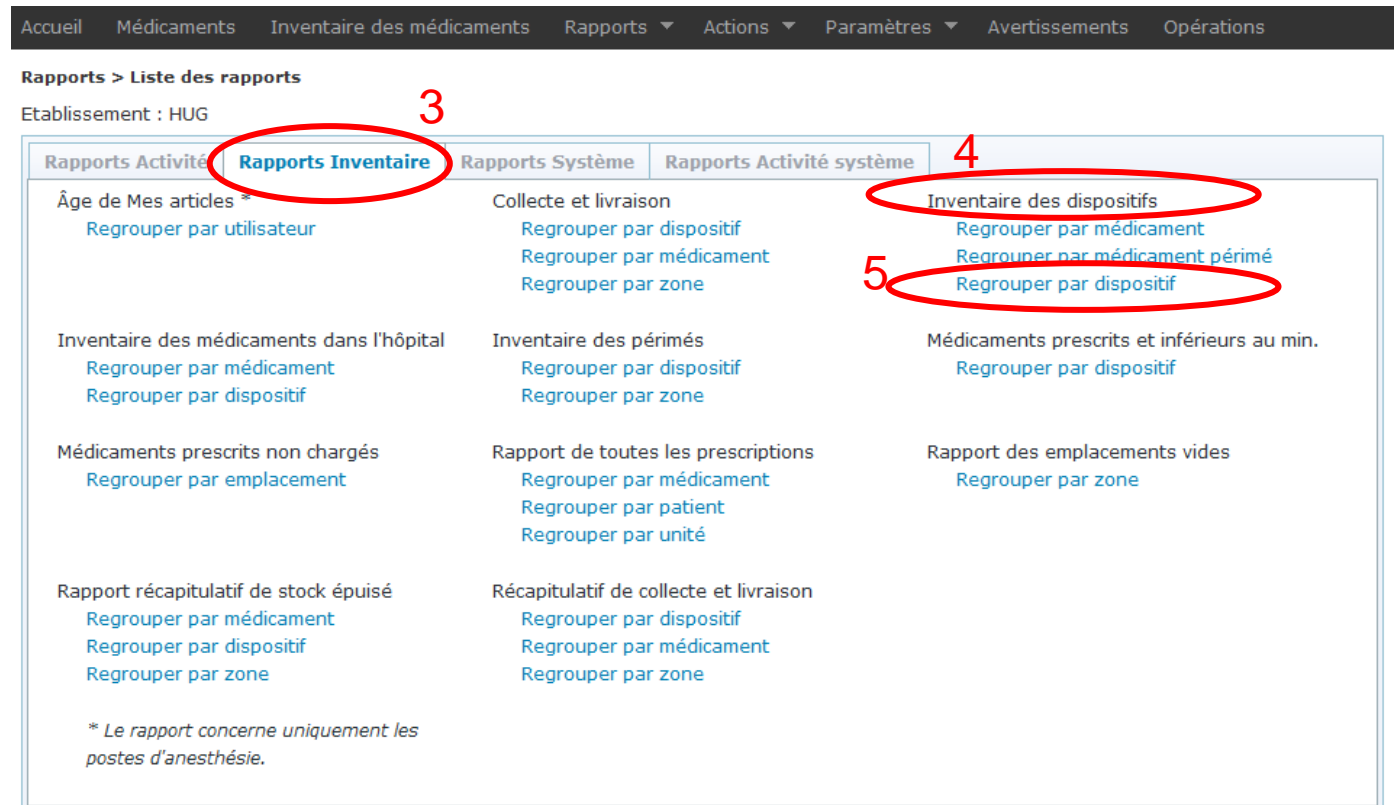 Accueil Médicaments Inventaire des médicaments Rapports Actions Paramètres Avertissements Opérations
Rapports > Liste des rapports
Etablissement : HUG
3
Rapports Activité Rapports Inventaire Rapports Système Rapports Activité système
4
Âge de Mes articles *
Regrouper par utilisateur
Collecte et livraison
Regrouper par dispositif
Regrouper par médicament
Regrouper par zone
Inventaire des dispositifs
Regrouper par médicament
Regrouper par médicament périmé
5
Regrouper par dispositif
Inventaire des médicaments dans l'hôpital
Regrouper par médicament
Regrouper par dispositif
Inventaire des périmés
Regrouper par dispositif
Regrouper par zone
Médicaments prescrits et inférieurs au min.
Regrouper par dispositif
Médicaments prescrits non chargés
Regrouper par emplacement
Rapport de toutes les prescriptions
Regrouper par médicament
Regrouper par patient
Regrouper par unité
Rapport des emplacements vides
Regrouper par zone
Rapport récapitulatif de stock épuisé
Regrouper par médicament
Regrouper par dispositif
Regrouper par zone
Récapitulatif de collecte et livraison
Regrouper par dispositif
Regrouper par médicament
Regrouper par zone
* Le rapport concerne uniquement les
postes d'anesthésie.